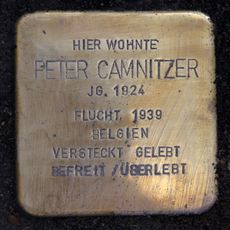 HIER WOHNTE
PETER CAMNITZER
JG. 1924
FLUCHT 1939
BELGIEN
VERSTECKT GELEBT
BEFREIT / ÜBERLEBT